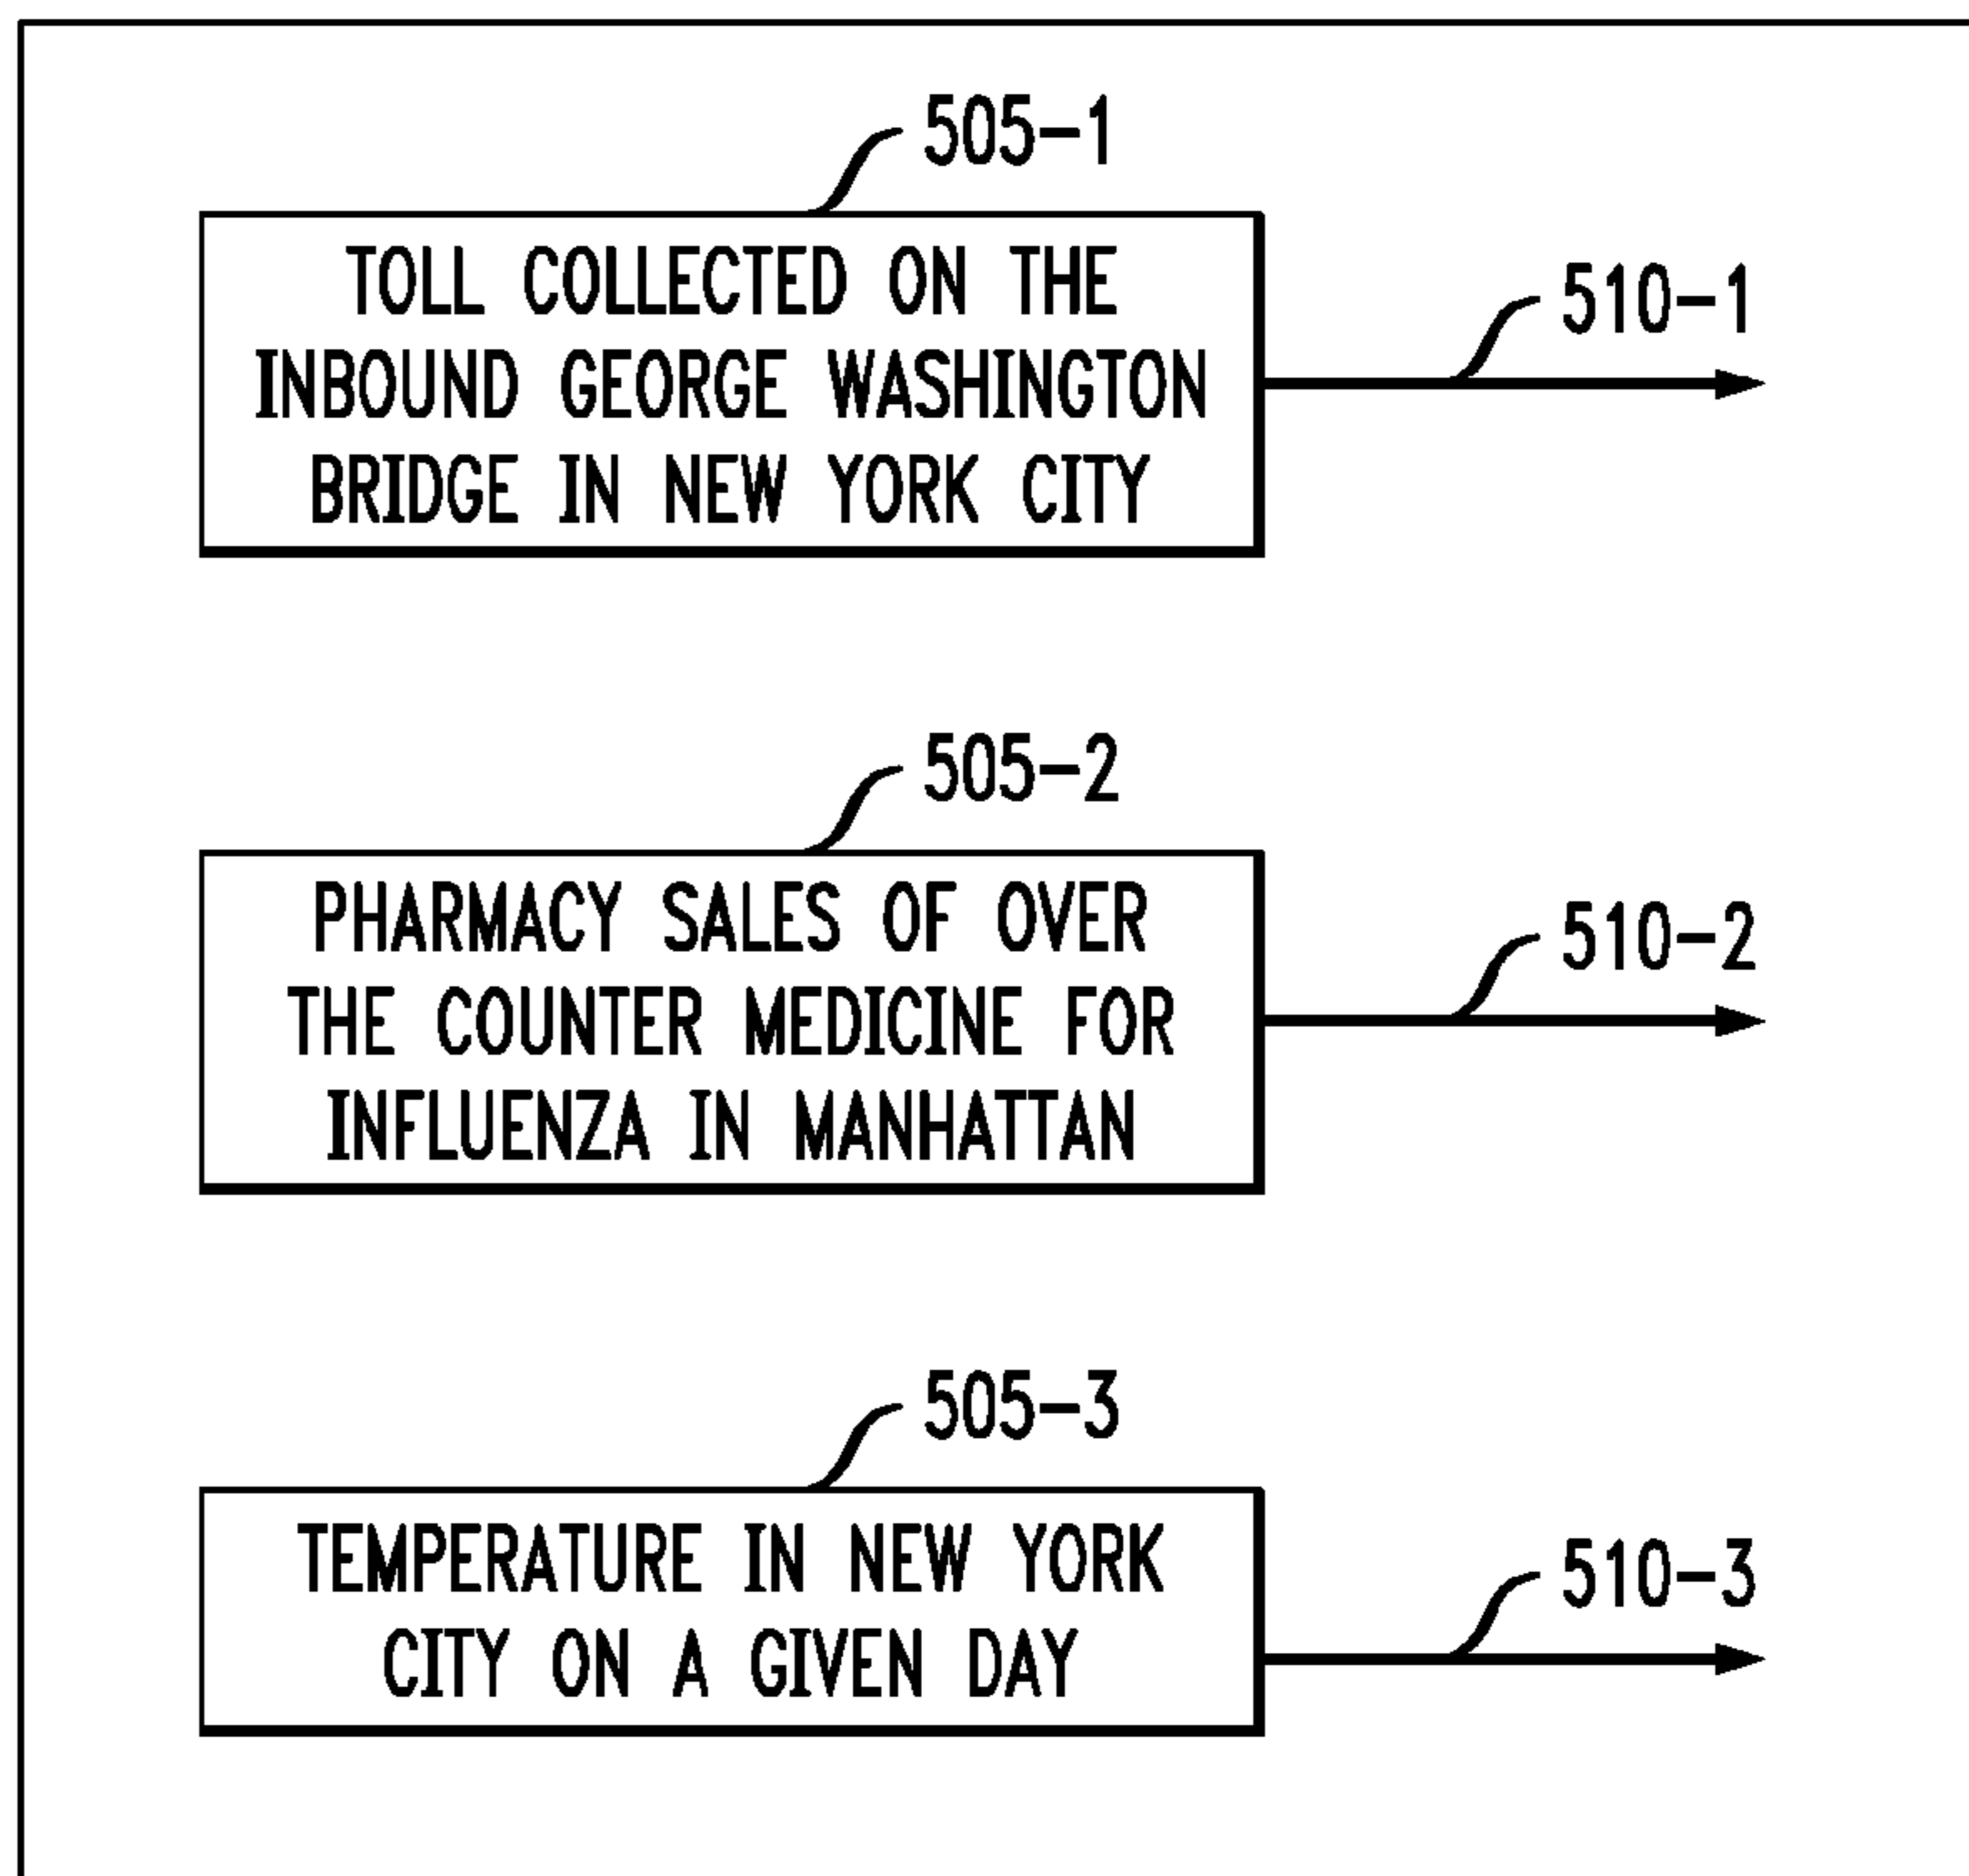 505-1
TOLL COLLECTED ON THE
INBOUND GEORGE WASHINGTON
BRIDGE IN NEW YORK CITY
510-1
505-2
PHARMACY SALES OF OVER
THE COUNTER MEDICINE FOR
INFLUENZA IN MANHATTAN
510-2
505-3
TEMPERATURE IN NEW YORK
CITY ON A GIVEN DAY
510-3